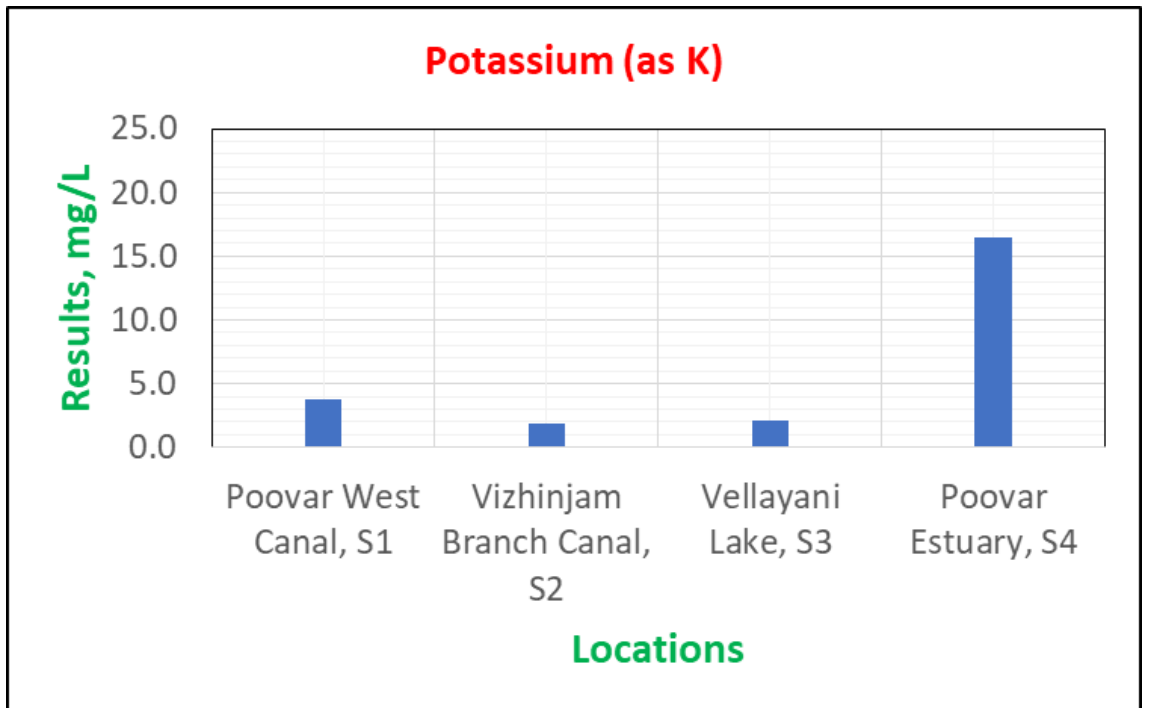 Potassium (as K)
Results, mg/L
25.0
20.0
15.0
10.0
5.0
0.0
Poovar West
Canal, S1
Vizhinjam
Branch Canal,
S2
Vellayani
Lake, S3
Poovar
Estuary, S4
Locations